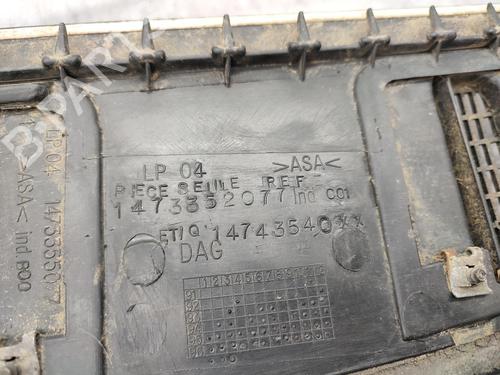 LP 04 >ASA<
PIECE SEULE REF
1473352077 Ind C01
ETIQ 14743540XX
DAG
LP04
>ASA< ind.B00
B-PARTS